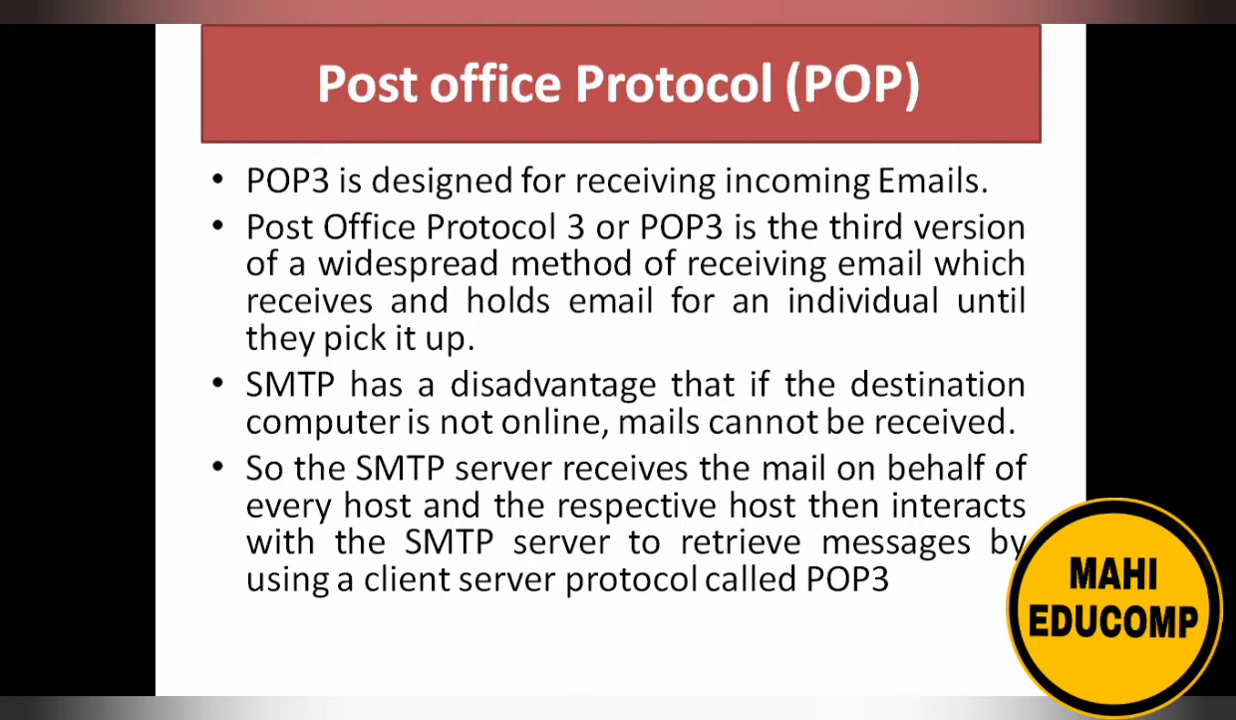 Post office Protocol (POP)
• POP3 is designed for receiving incoming Emails.
• Post Office Protocol 3 or POP3 is the third version
of a widespread method of receiving email which
receives and holds email for an individual until
they pick it up.
• SMTP has a disadvantage that if the destination
computer is not online, mails cannot be received.
• So the SMTP server receives the mail on behalf of
every host and the respective host then interacts
with the SMTP server to retrieve messages by
using a client server protocol called POP3
MAHI
EDUCOMP